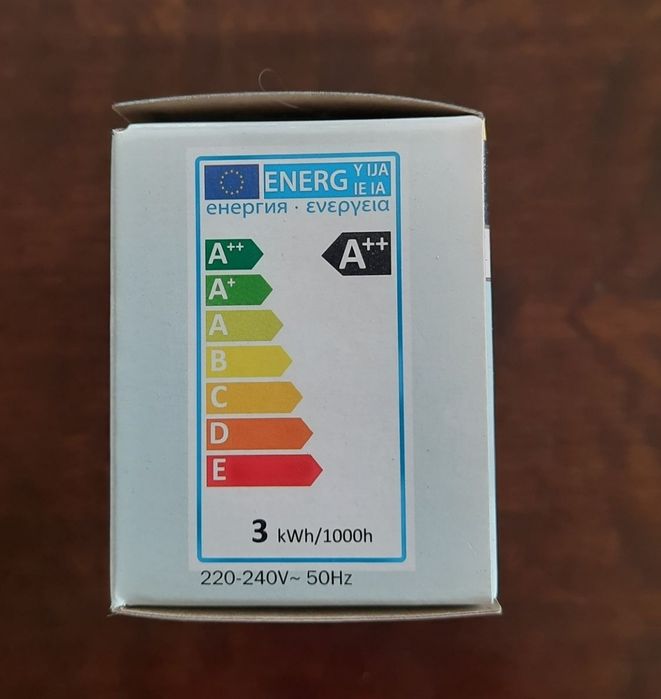 ENERG Y IJA
IE IA
енергия · ενεργεια
A++ A++
A+
A
B
C
D
E
3 kWh/1000h
220-240V~ 50Hz